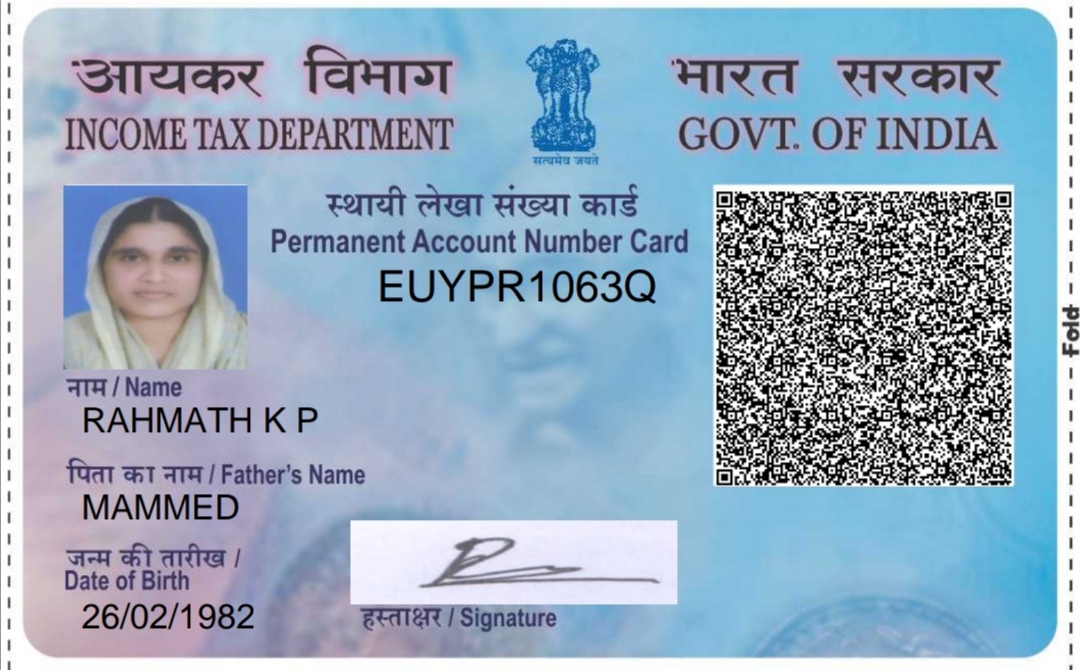 आयकर विभाग
INCOME TAX DEPARTMENT
सत्यमेव जयते
भारत सरकार
GOVT. OF INDIA
स्थायी लेखा संख्या कार्ड
Permanent Account Number Card
EUYPR1063Q
नाम / Name
RAHMATH K P
पिता का नाम / Father's Name
MAMMED
जन्म की तारीख /
Date of Birth
26/02/1982
हस्ताक्षर / Signature
Fold